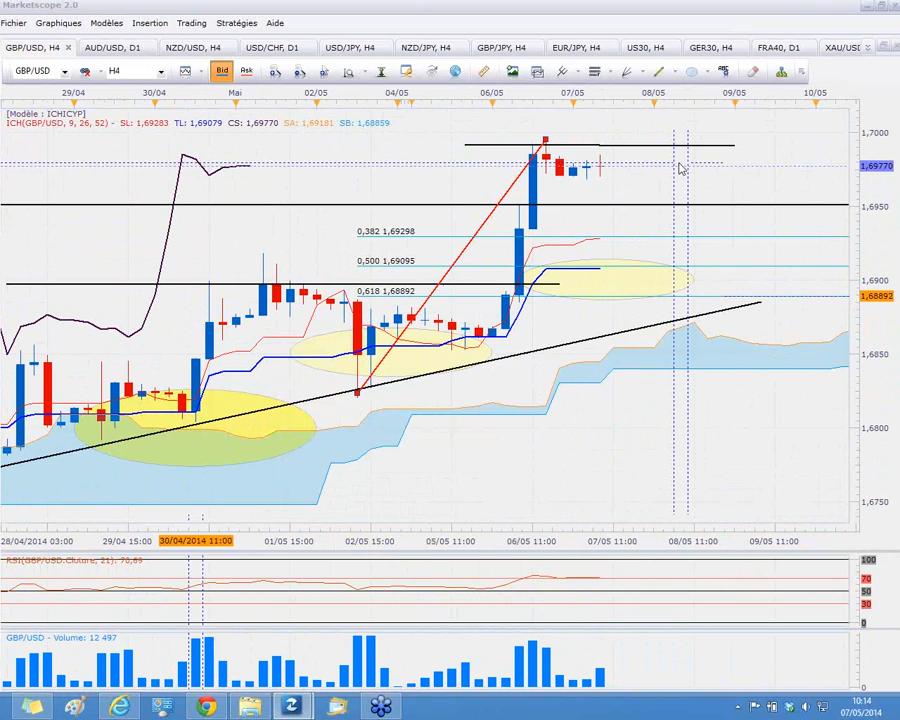 Marketscope 2.0
Fichier Graphiques Modèles Insertion Trading Stratégies Aide
GBP/USD, H4 × AUD/USD, D1 NZD/USD, H4 USD/CHF, D1 USD/JPY, H4 NZD/JPY, H4 GBP/JPY, H4 EUR/JPY, H4 US30, H4 GER30, H4 FRA40, D1 XAU/USD
GBP/USD H4 Bid Ask ABC
29/04 30/04 Mai 02/05 04/05 06/05 07/05 08/05 09/05 10/05
[Modèle : ICHICYP]
ICH(GBP/USD, 9, 26, 52) - SL: 1,69283 TL: 1,69079 CS: 1,69770 SA: 1,69181 SB: 1,68859
1,7000
1,69770
1,6950
0,382 1,69298
0,500 1,69095
1,6900
0,618 1,68892
1,68892
1,6850
1,6800
1,6750
28/04/2014 03:00 29/04 15:00 30/04/2014 11:00 01/05 15:00 02/05 15:00 05/05 11:00 06/05 11:00 07/05 11:00 08/05 11:00 09/05 11:00
RSI(GBP/USD.Cloture, 21): 70,69
100
70
50
30
0
GBP/USD - Volume: 12 497
10:14
07/05/2014